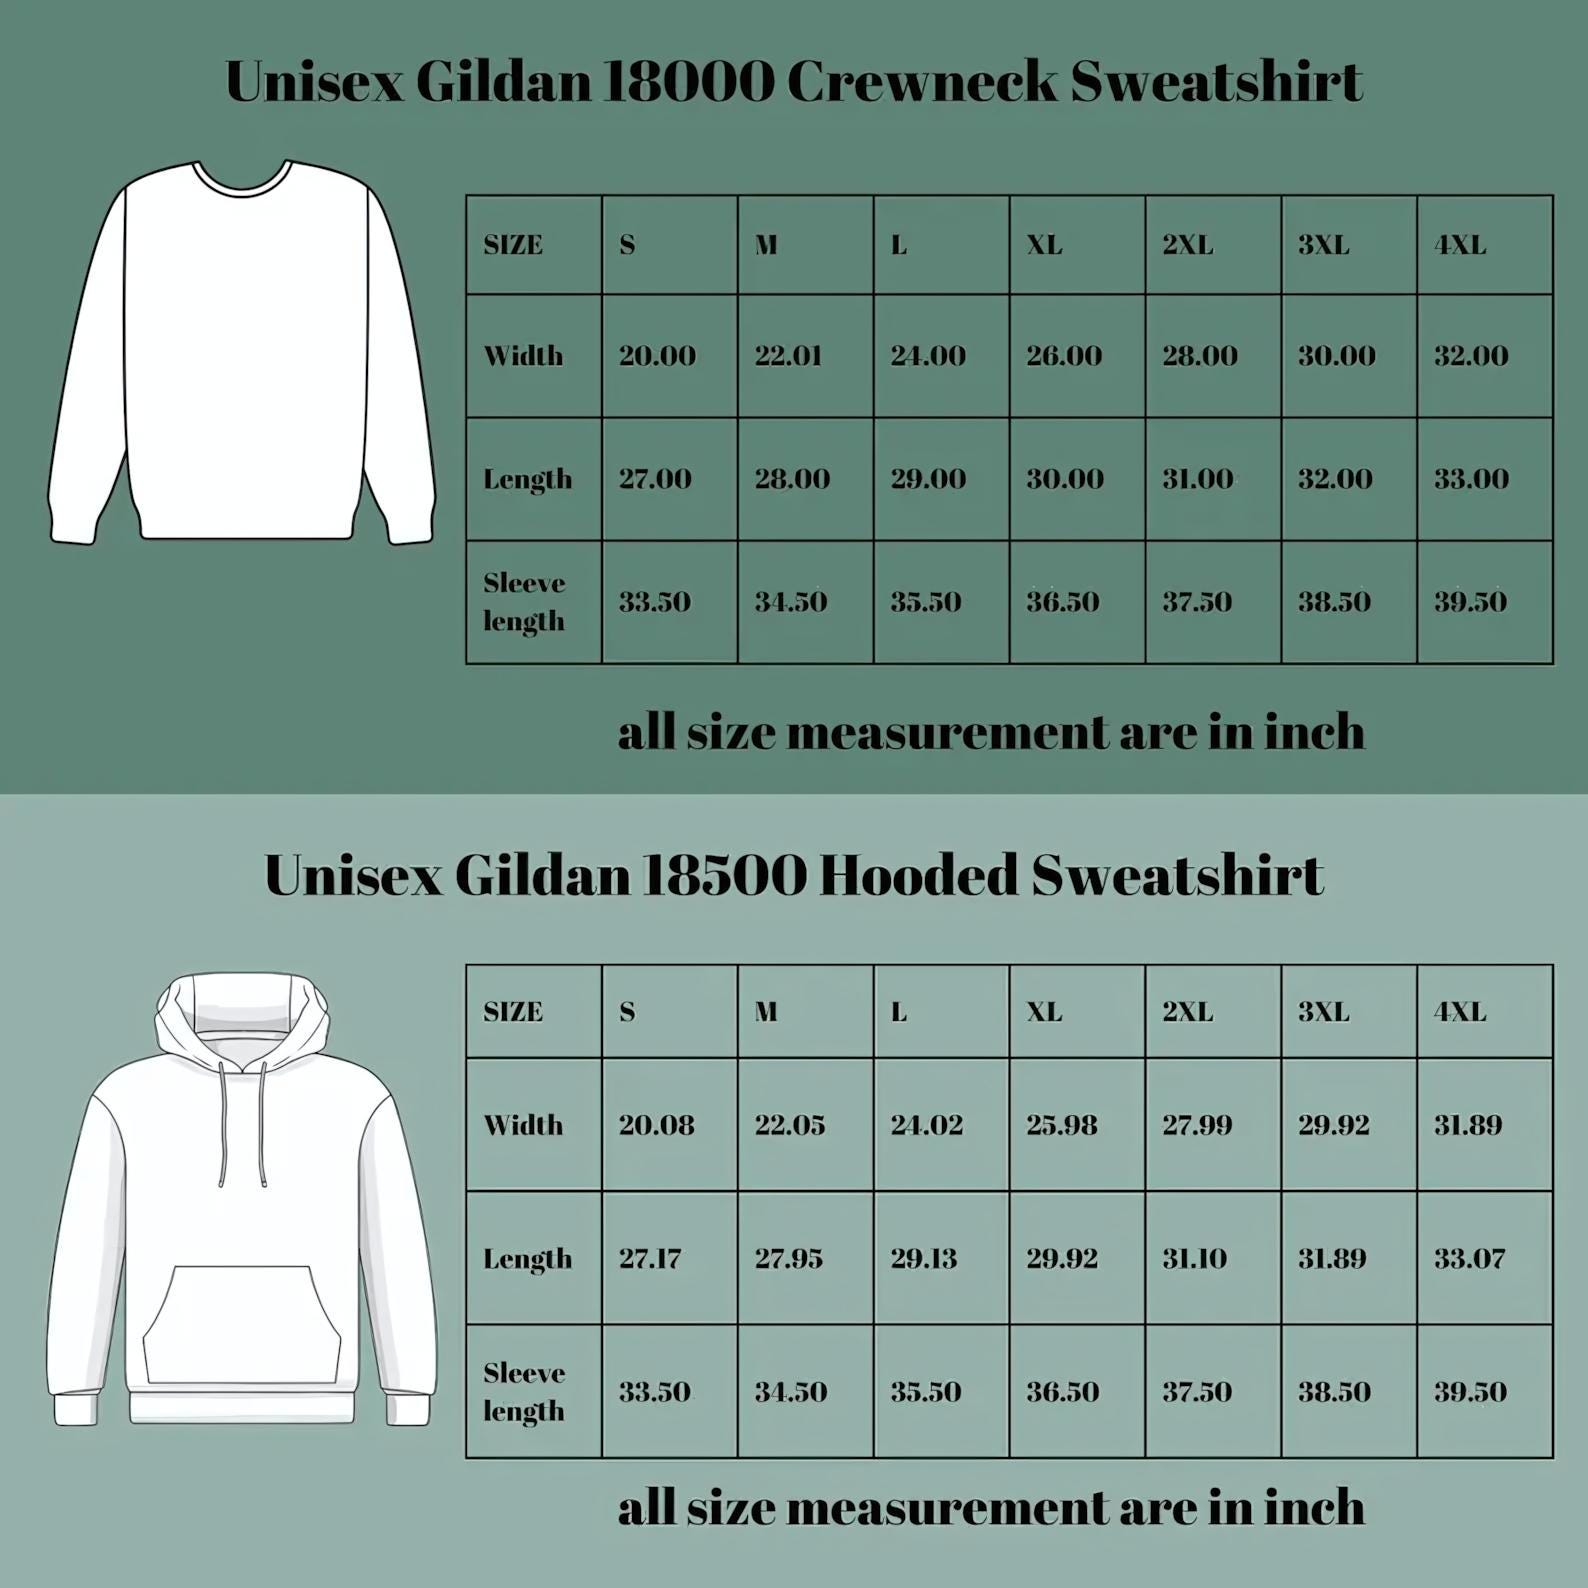 Unisex Gildan 18000 Crewneck Sweatshirt
SIZE S M L XL 2XL 3XL 4XL
Width 20.00 22.01 24.00 26.00 28.00 30.00 32.00
Length 27.00 28.00 29.00 30.00 31.00 32.00 33.00
Sleeve
length 33.50 34.50 35.50 36.50 37.50 38.50 39.50
all size measurement are in inch
Unisex Gildan 18500 Hooded Sweatshirt
SIZE S M L XL 2XL 3XL 4XL
Width 20.08 22.05 24.02 25.98 27.99 29.92 31.89
Length 27.17 27.95 29.13 29.92 31.10 31.89 33.07
Sleeve
length 33.50 34.50 35.50 36.50 37.50 38.50 39.50
all size measurement are in inch